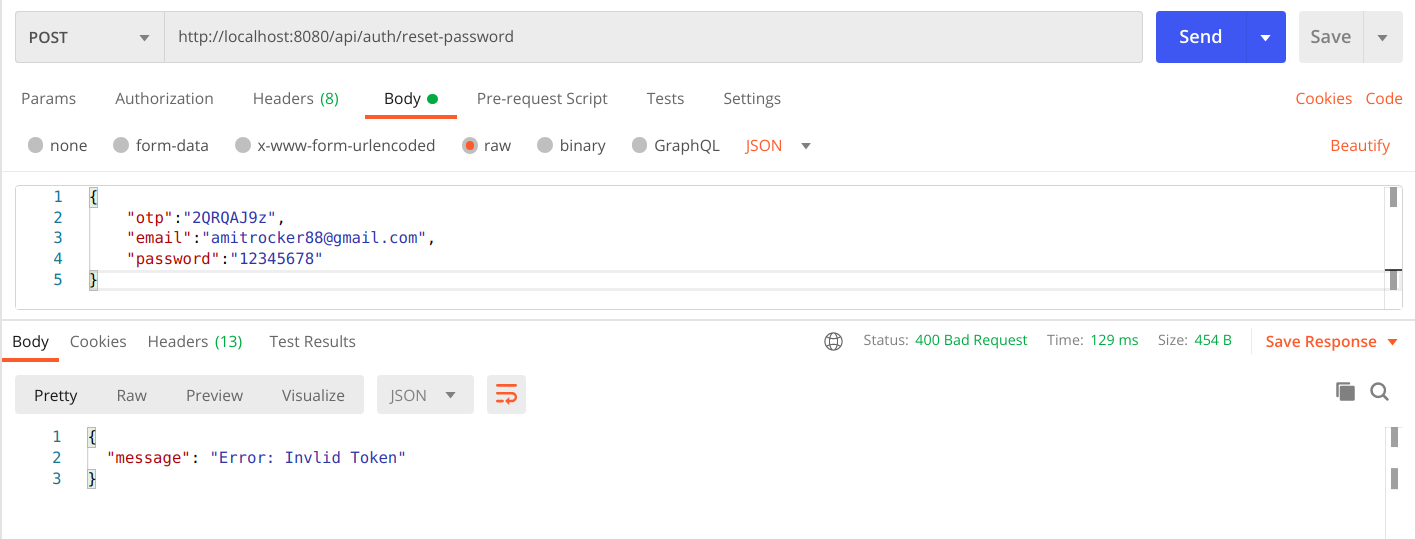 POST http://localhost:8080/api/auth/reset-password Send Save
Params Authorization Headers (8) Body Pre-request Script Tests Settings Cookies Code
none form-data x-www-form-urlencoded raw binary GraphQL JSON Beautify
1 {
2 "otp":"2QRQAJ9z",
3 "email":"amitrocker88@gmail.com",
4 "password":"12345678"
5 }
Body Cookies Headers (13) Test Results Status: 400 Bad Request Time: 129 ms Size: 454 B Save Response
Pretty Raw Preview Visualize JSON
1 {
2 "message": "Error: Invlid Token"
3 }